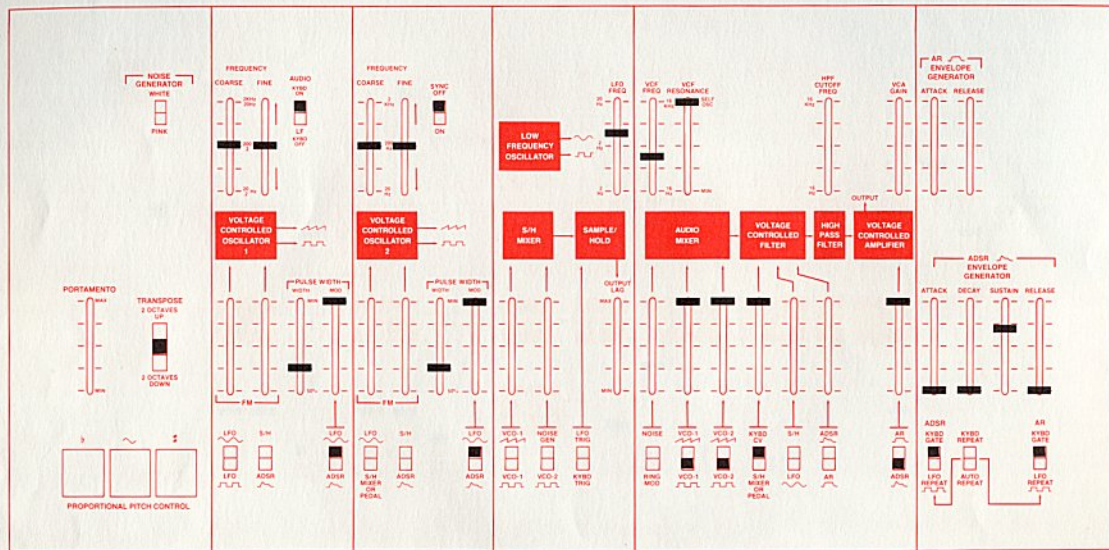 NOISE
GENERATOR
WHITE
PINK
PORTAMENTO
MAX
MIN
TRANSPOSE
2 OCTAVES
UP
2 OCTAVES
DOWN
PROPORTIONAL PITCH CONTROL
FREQUENCY
COARSE FINE
AUDIO
KYBD
ON
LF
KYBD
OFF
VOLTAGE
CONTROLLED
OSCILLATOR
1
PULSE WIDTH
WIDTH MOD
MIN
50%
FM
LFO S/H LFO
LFO ADSR ADSR
FREQUENCY
COARSE FINE
SYNC
OFF
ON
VOLTAGE
CONTROLLED
OSCILLATOR
2
PULSE WIDTH
WIDTH MOD
MIN
50%
FM
LFO S/H LFO
S/H
MIXER
OR
PEDAL
ADSR ADSR
LOW
FREQUENCY
OSCILLATOR
LFO
FREQ
S/H
MIXER
SAMPLE/
HOLD
OUTPUT
LAG
MAX
MIN
VCO-1 NOISE
GEN
LFO
TRIG
VCO-1 VCO-2 KYBD
TRIG
VCF
FREQ
VCF
RESONANCE
SELF
OSC
MIN
HPF
CUTOFF
FREQ
VCA
GAIN
OUTPUT
AUDIO
MIXER
VOLTAGE
CONTROLLED
FILTER
HIGH
PASS
FILTER
VOLTAGE
CONTROLLED
AMPLIFIER
MAX
MIN
NOISE VCO-1 VCO-2 KYBD
CV
S/H ADSR AR
RING
MOD
VCO-1 VCO-2 S/H
MIXER
OR
PEDAL
LFO AR ADSR
AR
ENVELOPE
GENERATOR
ATTACK RELEASE
ADSR
ENVELOPE
GENERATOR
ATTACK DECAY SUSTAIN RELEASE
ADSR AR
KYBD
GATE
KYBD
REPEAT
KYBD
GATE
LFO
REPEAT
AUTO
REPEAT
LFO
REPEAT